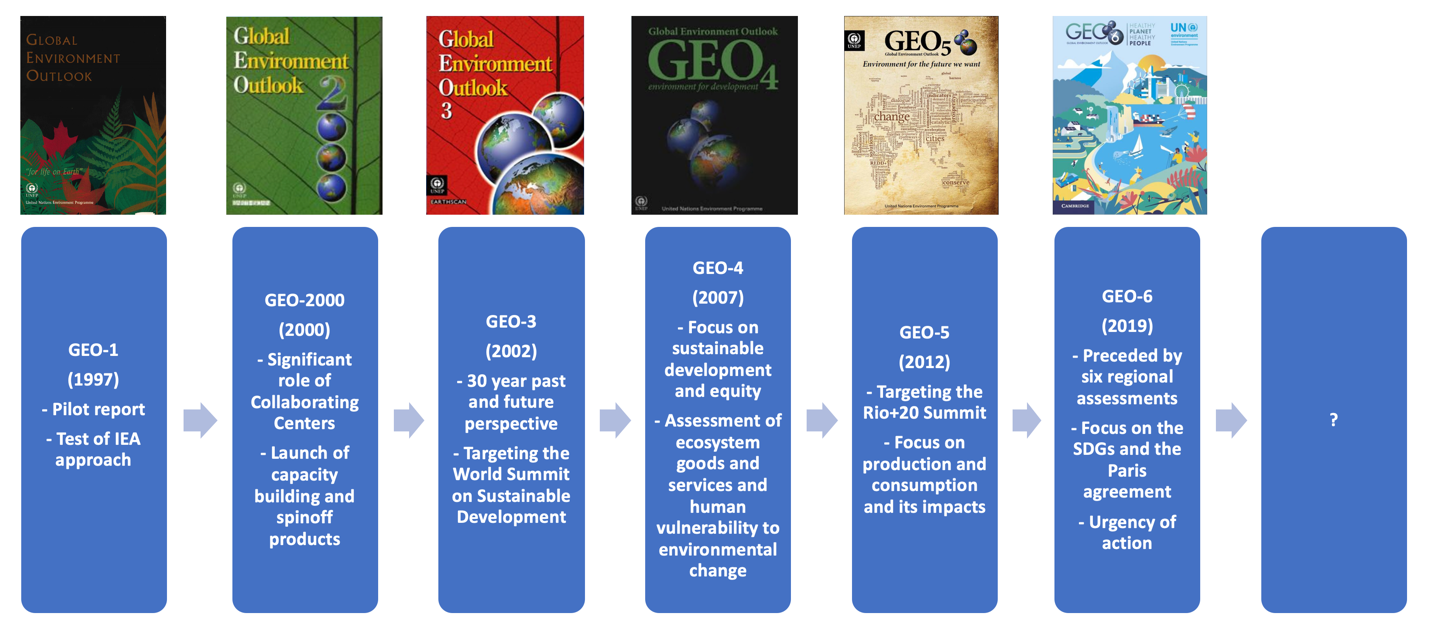 GLOBAL
ENVIRONMENT
OUTLOOK
"for life on Earth"
UNEP
United Nations Environment Programme
Global
Environment
Outlook
2
UNEP
EARTHSCAN
Global
Environment
Outlook
3
UNEP
EARTHSCAN
Global Environment Outlook
GEO4
environment for development
UNEP
United Nations Environment Programme
UNEP
GEO5
Global Environment Outlook
Environment for the future we want
change
cities
conserve
United Nations Environment Programme
GEO6
GLOBAL ENVIRONMENT OUTLOOK
HEALTHY
PLANET
HEALTHY
PEOPLE
UN
environment
CAMBRIDGE
GEO-1
(1997)
- Pilot report
- Test of IEA
approach
GEO-2000
(2000)
- Significant
role of
Collaborating
Centers
- Launch of
capacity
building and
spinoff
products
GEO-3
(2002)
- 30 year past
and future
perspective
- Targeting the
World Summit
on Sustainable
Development
GEO-4
(2007)
- Focus on
sustainable
development
and equity
- Assessment of
ecosystem
goods and
services and
human
vulnerability to
environmental
change
GEO-5
(2012)
- Targeting the
Rio+20 Summit
- Focus on
production and
consumption
and its impacts
GEO-6
(2019)
- Preceded by
six regional
assessments
- Focus on the
SDGs and the
Paris
agreement
- Urgency of
action
?